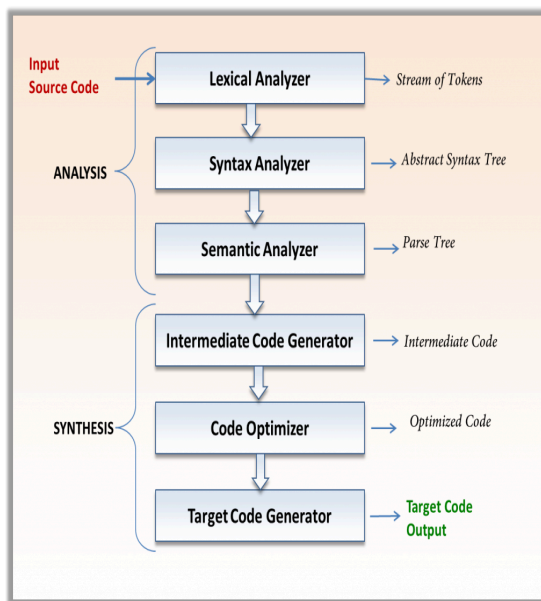 Input
Source Code
Lexical Analyzer
Stream of Tokens
ANALYSIS
Syntax Analyzer
Abstract Syntax Tree
Semantic Analyzer
Parse Tree
Intermediate Code Generator
Intermediate Code
SYNTHESIS
Code Optimizer
Optimized Code
Target Code Generator
Target Code
Output